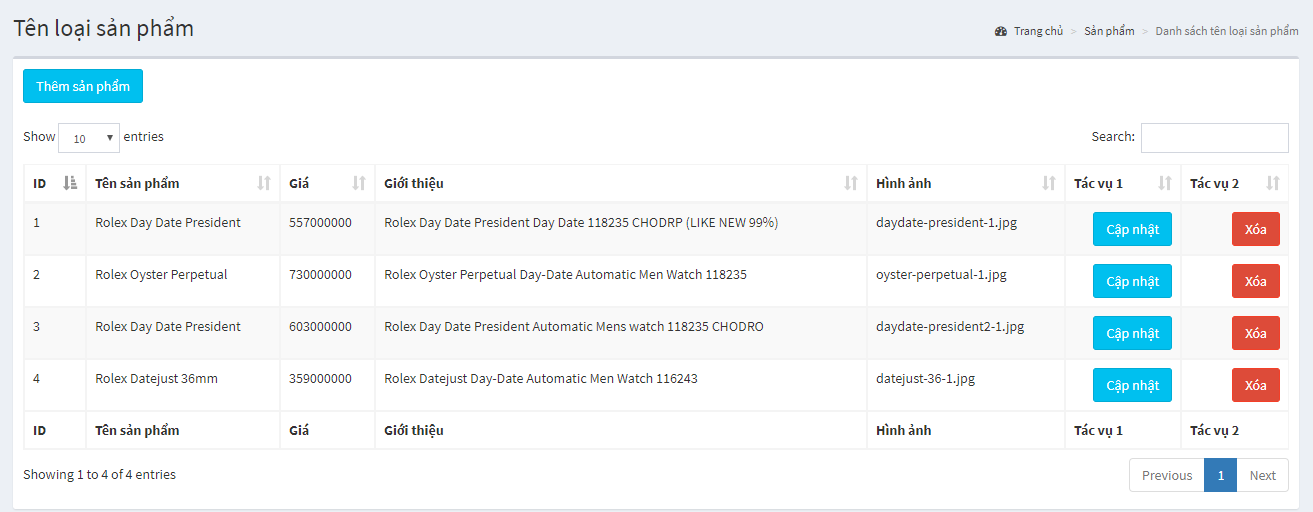 Tên loại sản phẩm
Trang chủ > Sản phẩm > Danh sách tên loại sản phẩm
Thêm sản phẩm
Show 10 entries Search:
ID Tên sản phẩm Giá Giới thiệu Hình ảnh Tác vụ 1 Tác vụ 2
1 Rolex Day Date President 557000000 Rolex Day Date President Day Date 118235 CHODRP (LIKE NEW 99%) daydate-president-1.jpg Cập nhật Xóa
2 Rolex Oyster Perpetual 730000000 Rolex Oyster Perpetual Day-Date Automatic Men Watch 118235 oyster-perpetual-1.jpg Cập nhật Xóa
3 Rolex Day Date President 603000000 Rolex Day Date President Automatic Mens watch 118235 CHODRO daydate-president2-1.jpg Cập nhật Xóa
4 Rolex Datejust 36mm 359000000 Rolex Datejust Day-Date Automatic Men Watch 116243 datejust-36-1.jpg Cập nhật Xóa
ID Tên sản phẩm Giá Giới thiệu Hình ảnh Tác vụ 1 Tác vụ 2
Showing 1 to 4 of 4 entries Previous 1 Next